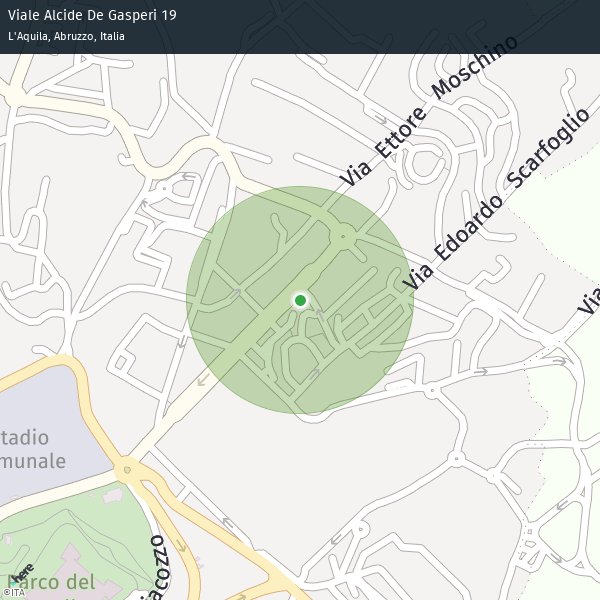 Viale Alcide De Gasperi 19
L'Aquila, Abruzzo, Italia
Via Ettore Moschino
Via Edoardo Scarfoglio
Via
tadio
munale
Parco del
iacozzo
here
©ITA